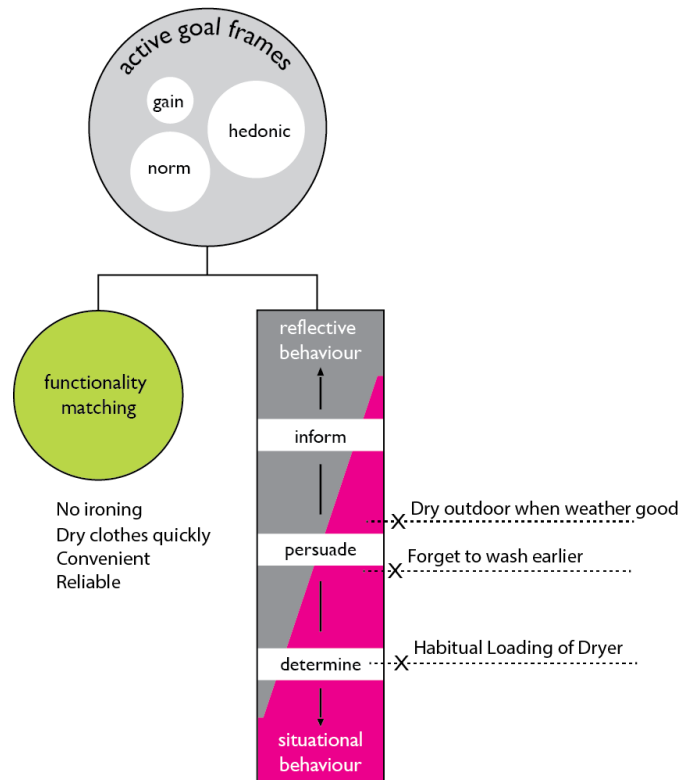 active goal frames
gain
hedonic
norm
functionality
matching
No ironing
Dry clothes quickly
Convenient
Reliable
reflective
behaviour
inform
persuade
determine
situational
behaviour
X Dry outdoor when weather good
X Forget to wash earlier
X Habitual Loading of Dryer